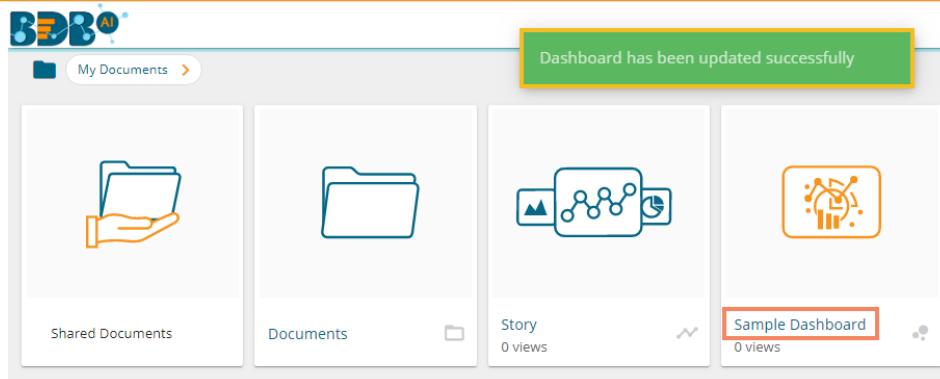 BDB AI
Dashboard has been updated successfully
My Documents
Shared Documents
Documents
Story
0 views
Sample Dashboard
0 views